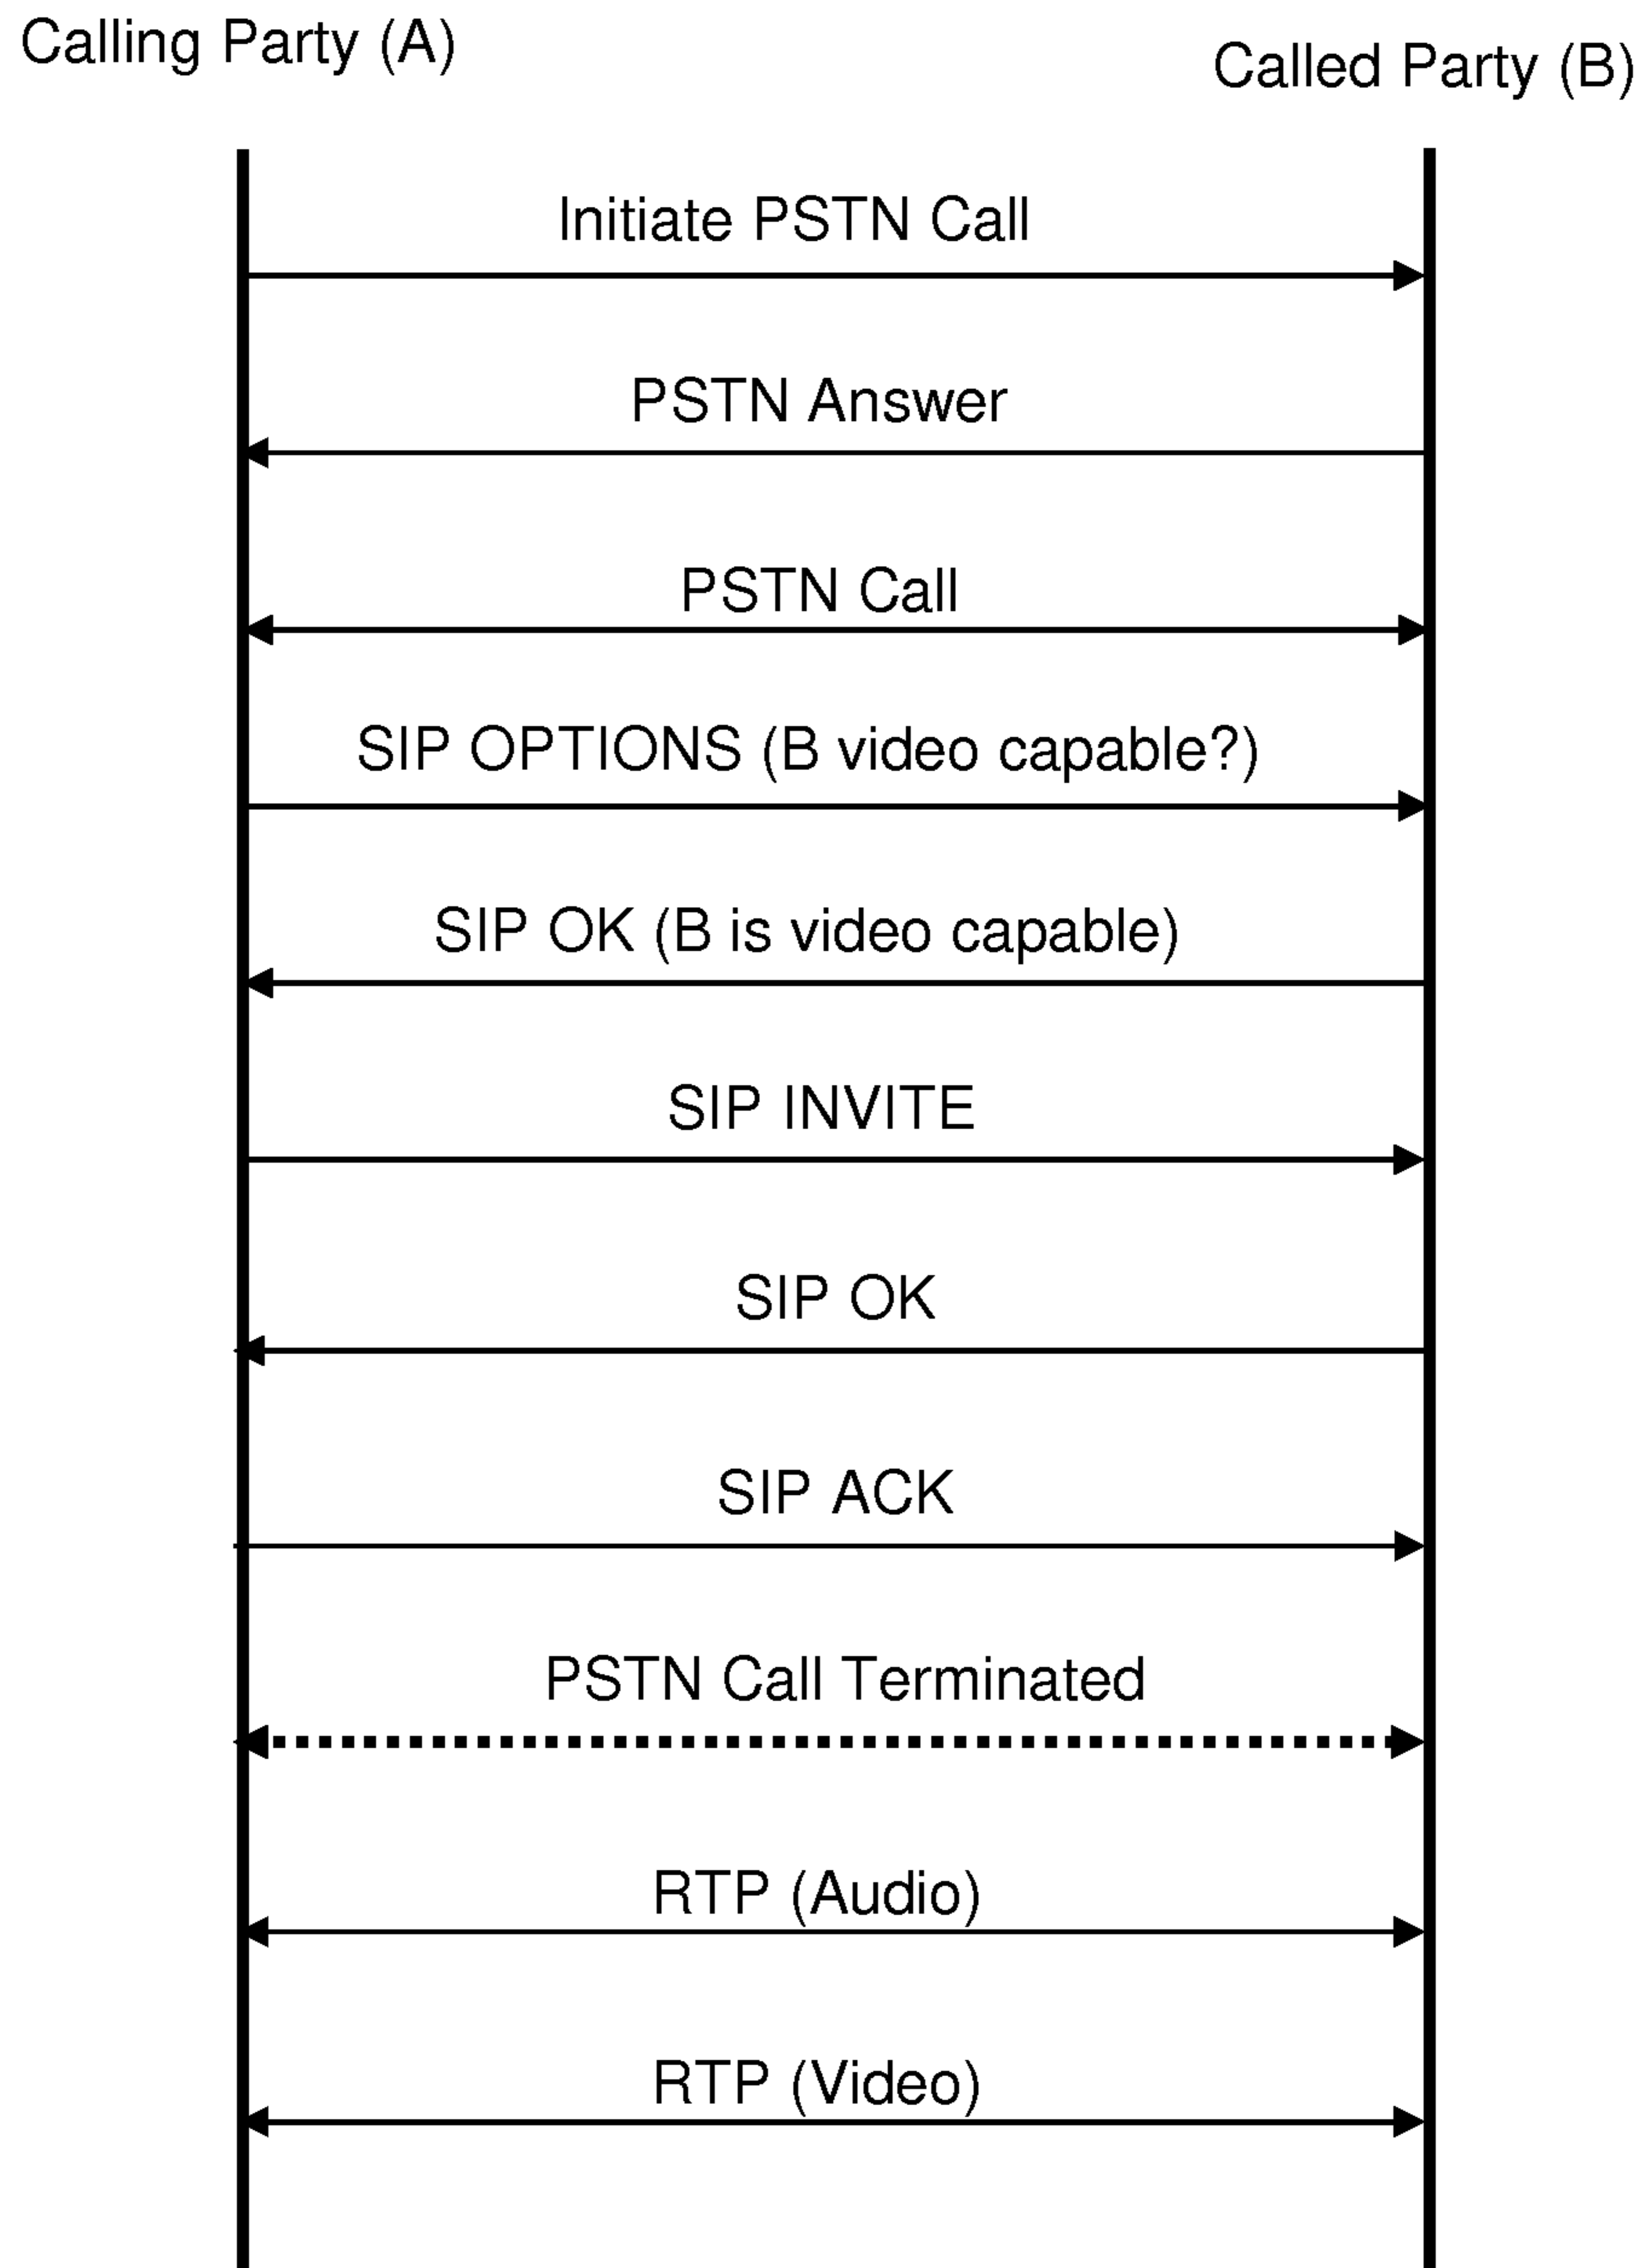 Calling Party (A)
Called Party (B)
Initiate PSTN Call
PSTN Answer
PSTN Call
SIP OPTIONS (B video capable?)
SIP OK (B is video capable)
SIP INVITE
SIP OK
SIP ACK
PSTN Call Terminated
RTP (Audio)
RTP (Video)